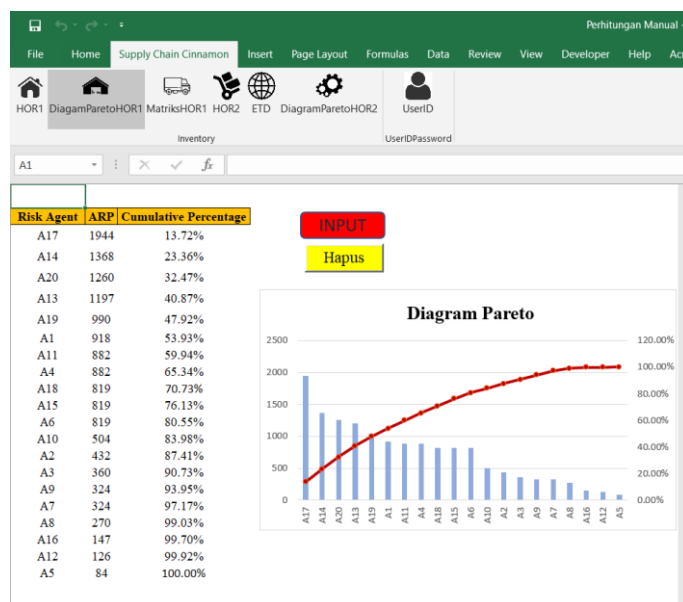 Perhitungan Manual -
File Home Supply Chain Cinnamon Insert Page Layout Formulas Data Review View Developer Help Ac
HOR1 DiagamParetoHOR1 MatriksHOR1 HOR2 ETD DiagramParetoHOR2 UserID
Inventory UserIDPassword
A1 fx
Risk Agent ARP Cumulative Percentage
A17 1944 13.72%
A14 1368 23.36%
A20 1260 32.47%
A13 1197 40.87%
A19 990 47.92%
A1 918 53.93%
A11 882 59.94%
A4 882 65.34%
A18 819 70.73%
A15 819 76.13%
A6 819 80.55%
A10 504 83.98%
A2 432 87.41%
A3 360 90.73%
A9 324 93.95%
A7 324 97.17%
A8 270 99.03%
A16 147 99.70%
A12 126 99.92%
A5 84 100.00%
INPUT
Hapus
Diagram Pareto
2500
2000
1500
1000
500
0
120.00%
100.00%
80.00%
60.00%
40.00%
20.00%
0.00%
A17 A14 A20 A13 A19 A1 A11 A4 A18 A15 A6 A10 A2 A3 A9 A7 A8 A16 A12 A5